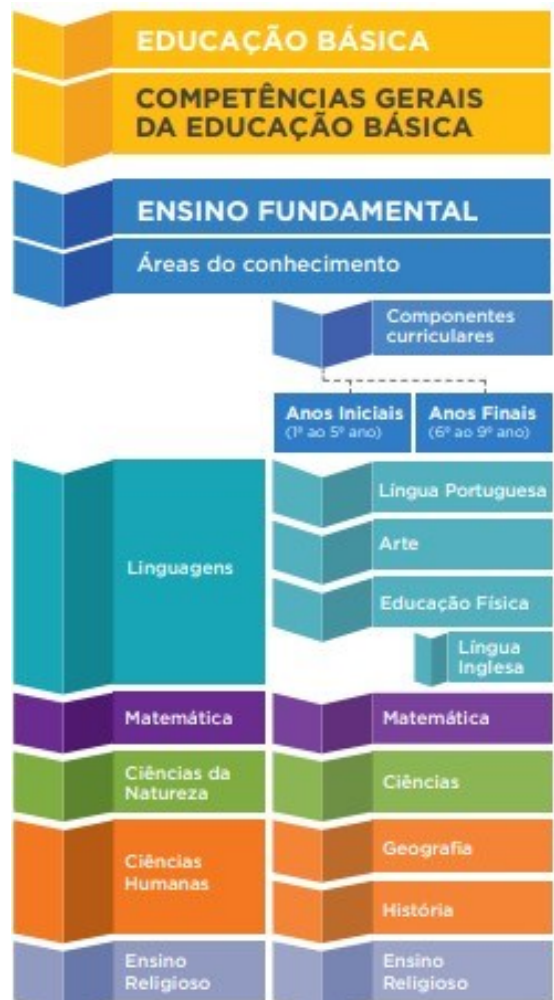 EDUCAÇÃO BÁSICA
COMPETÊNCIAS GERAIS
DA EDUCAÇÃO BÁSICA
ENSINO FUNDAMENTAL
Áreas do conhecimento
Componentes
curriculares
Anos Iniciais
(1º ao 5º ano)
Anos Finais
(6º ao 9º ano)
Linguagens
Língua Portuguesa
Arte
Educação Física
Língua
Inglesa
Matemática
Matemática
Ciências da
Natureza
Ciências
Ciências
Humanas
Geografia
História
Ensino
Religioso
Ensino
Religioso